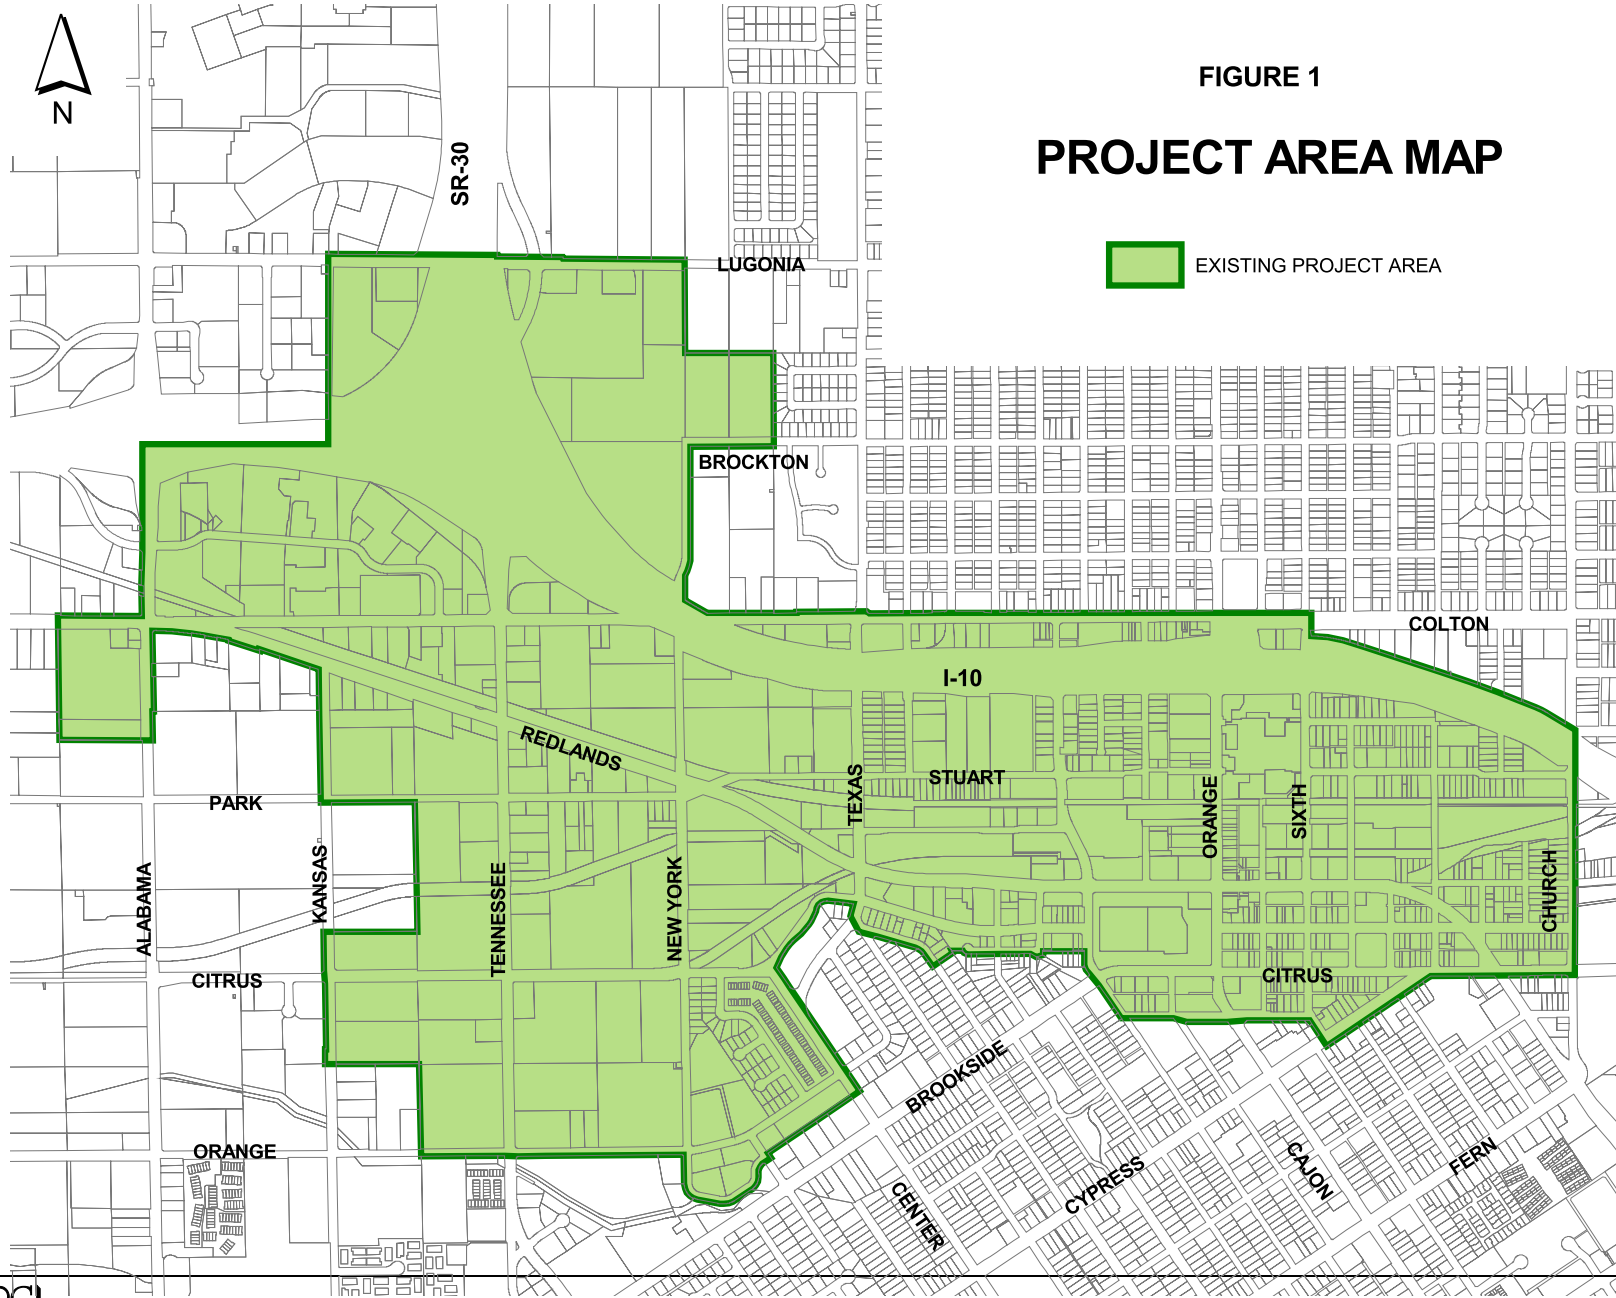 FIGURE 1
PROJECT AREA MAP
EXISTING PROJECT AREA
N
SR-30
LUGONIA
BROCKTON
COLTON
I-10
REDLANDS
STUART
TEXAS
ORANGE
SIXTH
PARK
KANSAS
ALABAMA
TENNESSEE
NEW YORK
CHURCH
CITRUS
CITRUS
BROOKSIDE
ORANGE
CENTER
CYPRESS
CAJON
FERN